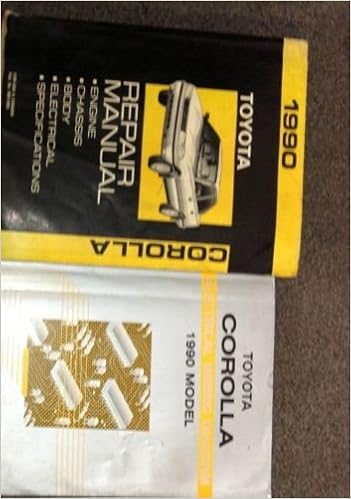 1990
TOYOTA
REPAIR
MANUAL
• ENGINE
• CHASSIS
• BODY
• ELECTRICAL
• SPECIFICATIONS
COROLLA
TOYOTA
COROLLA
1990 MODEL